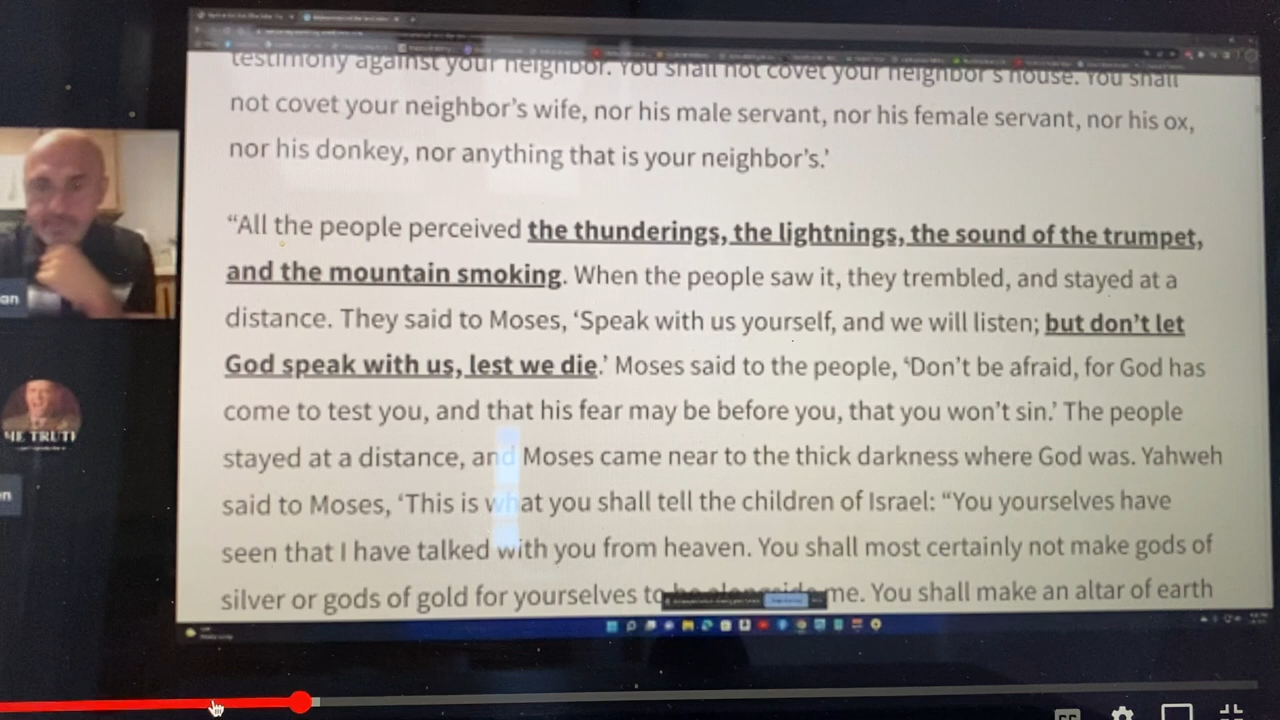 testimony against your neighbor. You shall not covet your neighbor's house. You shall
not covet your neighbor's wife, nor his male servant, nor his female servant, nor his ox,
nor his donkey, nor anything that is your neighbor's.’
“All the people perceived the thunderings, the lightnings, the sound of the trumpet,
and the mountain smoking. When the people saw it, they trembled, and stayed at a
distance. They said to Moses, ‘Speak with us yourself, and we will listen; but don’t let
God speak with us, lest we die.’ Moses said to the people, ‘Don’t be afraid, for God has
come to test you, and that his fear may be before you, that you won’t sin.’ The people
stayed at a distance, and Moses came near to the thick darkness where God was. Yahweh
said to Moses, ‘This is what you shall tell the children of Israel: “You yourselves have
seen that I have talked with you from heaven. You shall most certainly not make gods of
silver or gods of gold for yourselves to be alongside me. You shall make an altar of earth
an
HE TRUTH
n
CC